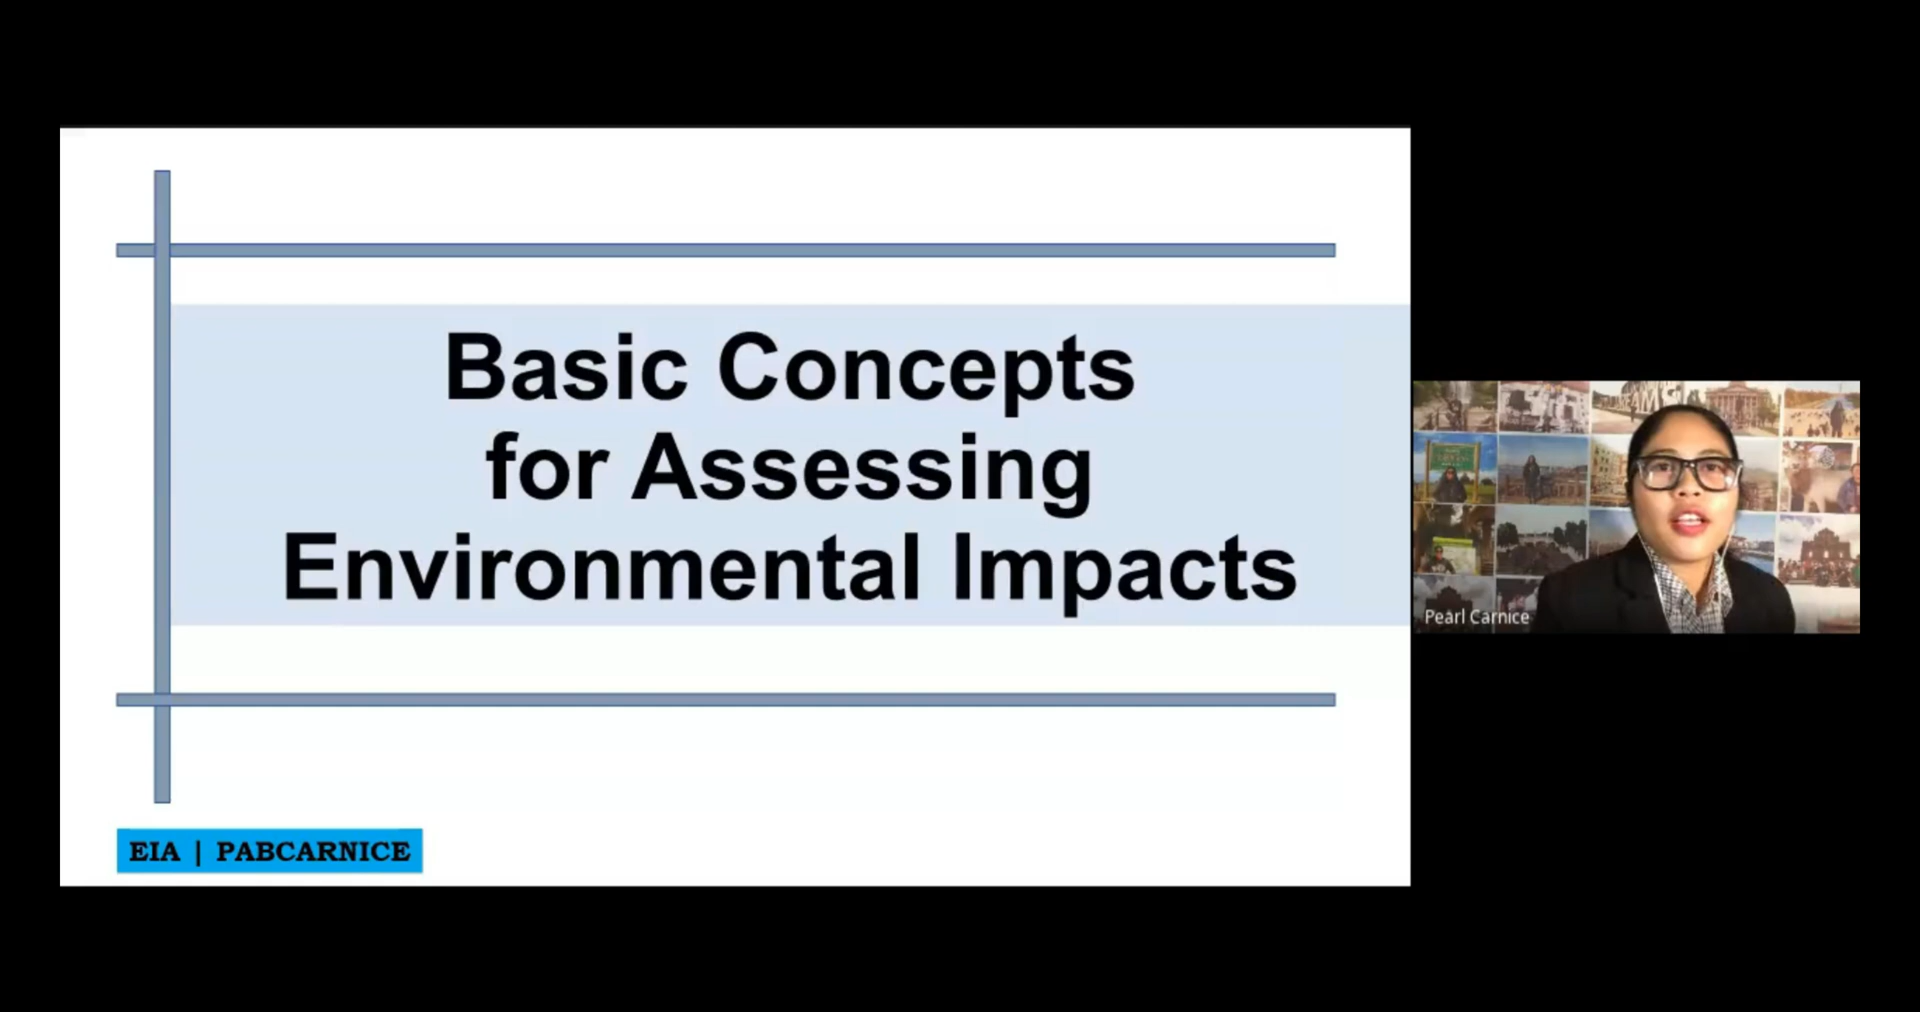 Basic Concepts
for Assessing
Environmental Impacts
EIA | PABCARNICE
Pearl Carnice